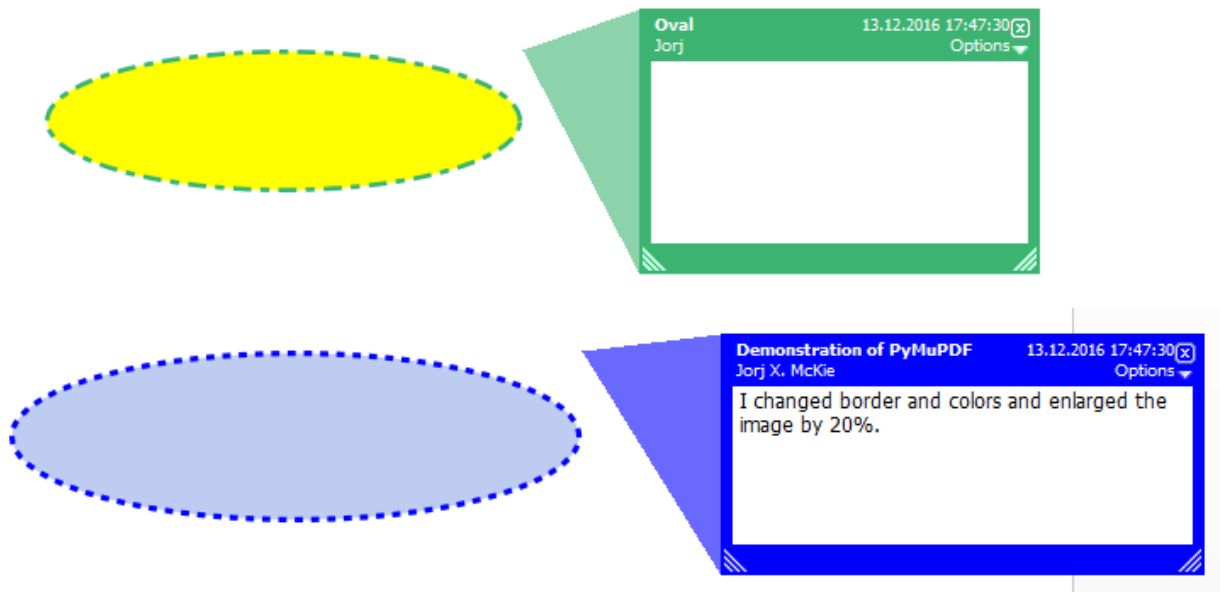 Oval 13.12.2016 17:47:30
Jorj Options
Demonstration of PyMuPDF 13.12.2016 17:47:30
Jorj X. McKie Options
I changed border and colors and enlarged the
image by 20%.